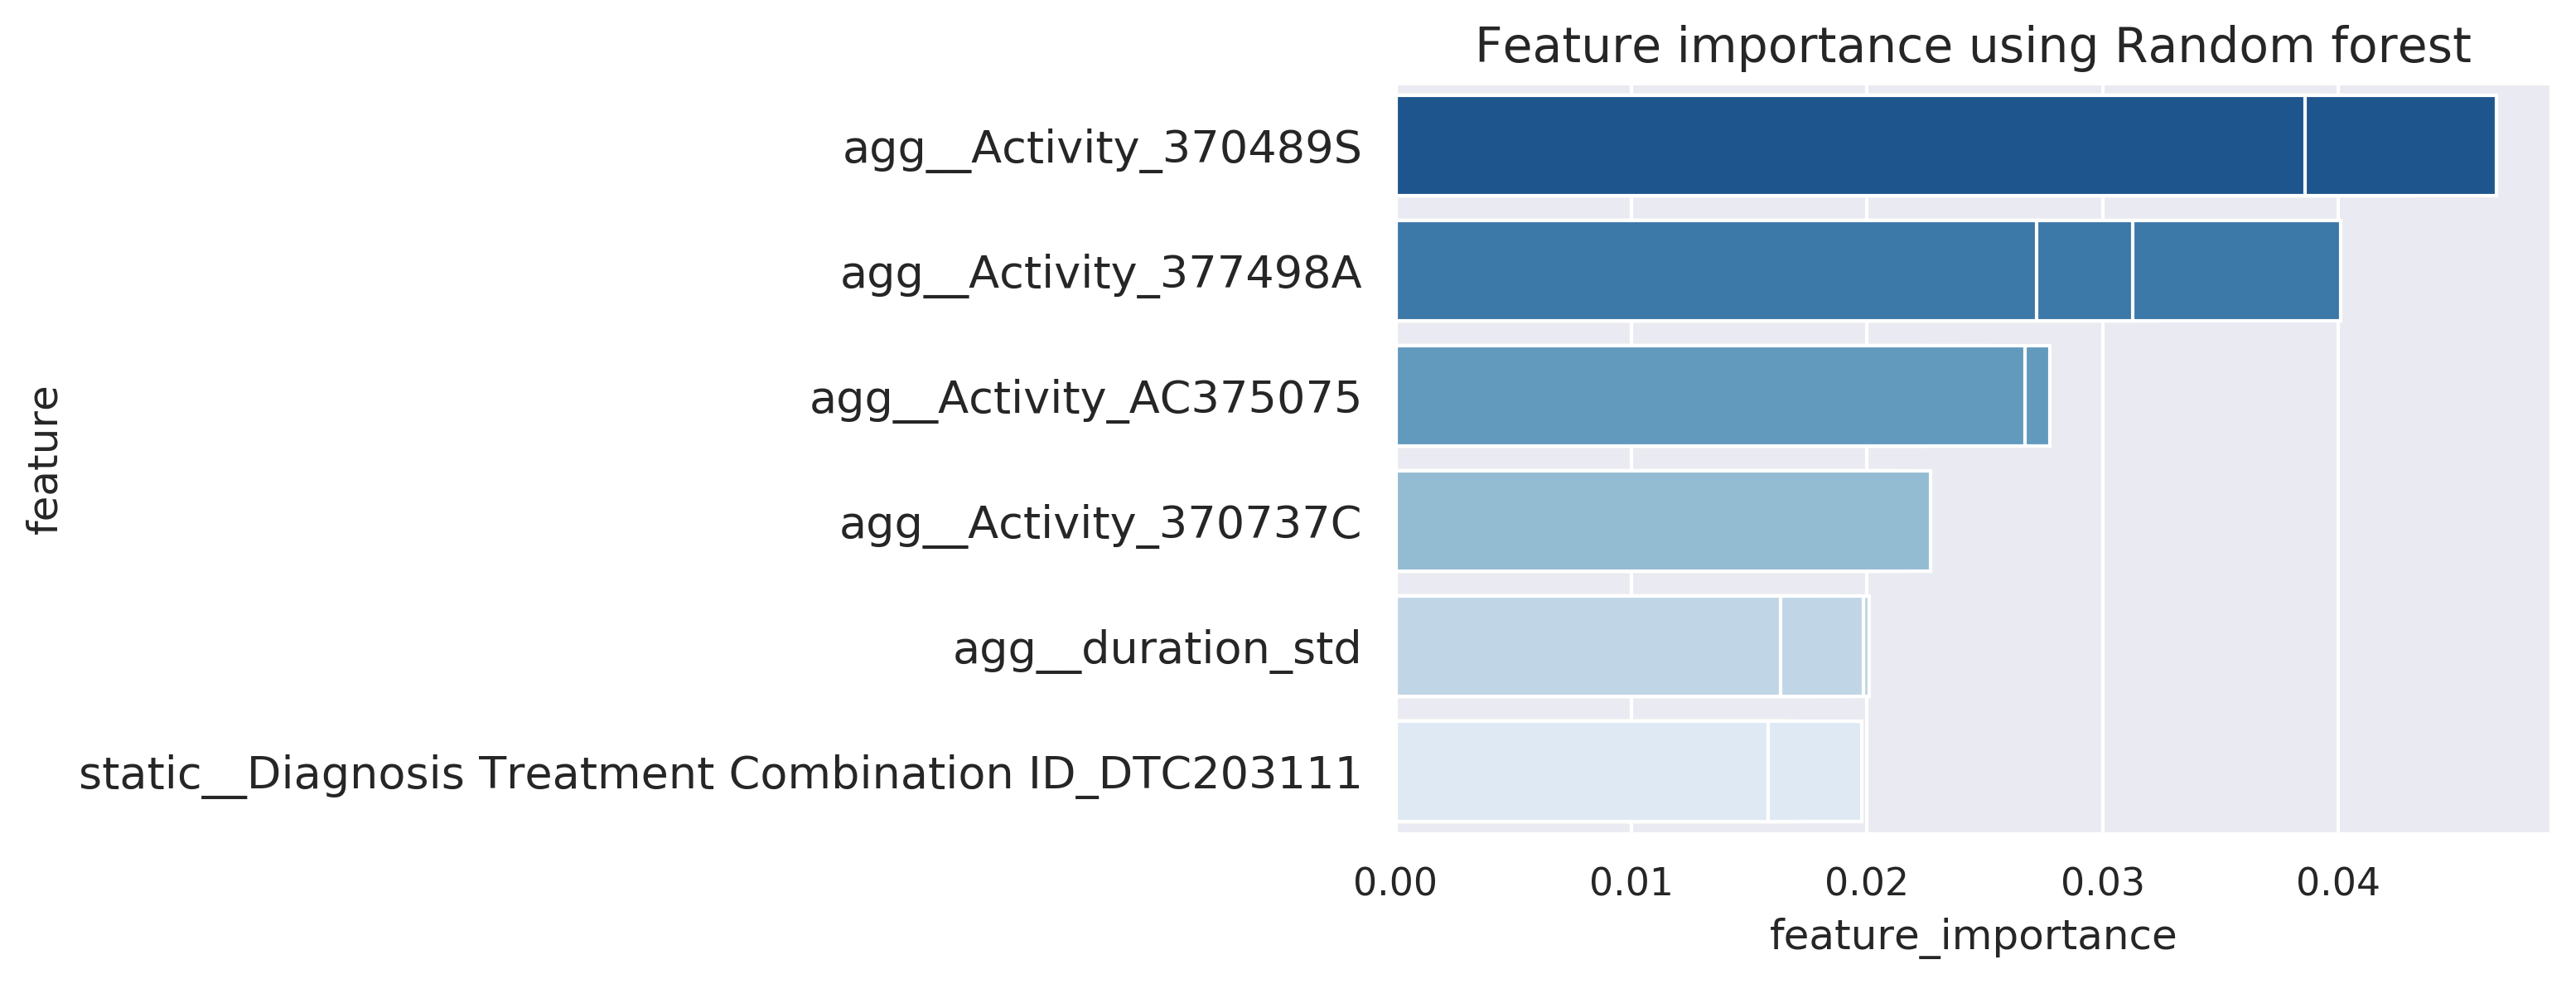 Feature importance using Random forest
feature
agg__Activity_370489S
agg__Activity_377498A
agg__Activity_AC375075
agg__Activity_370737C
agg__duration_std
static__Diagnosis Treatment Combination ID_DTC203111
0.00 0.01 0.02 0.03 0.04
feature_importance